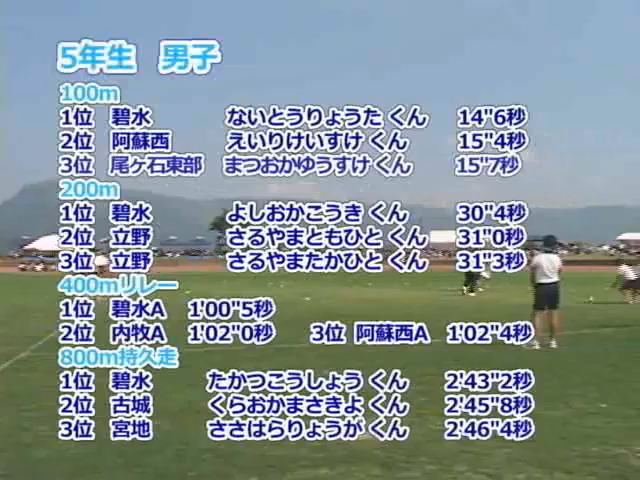 5年生 男子
100m
1位 碧水 ないとうりょうた くん 14"6秒
2位 阿蘇西 えいりけいすけ くん 15"4秒
3位 尾ヶ石東部 まつおかゆうすけ くん 15"7秒
200m
1位 碧水 よしおかこうき くん 30"4秒
2位 立野 さるやまともひと くん 31"0秒
3位 立野 さるやまたかひと くん 31"3秒
400mリレー
1位 碧水A 1'00"5秒
2位 内牧A 1'02"0秒 3位 阿蘇西A 1'02"4秒
800m持久走
1位 碧水 たかつこうしょう くん 2'43"2秒
2位 古城 くらおかまさきよ くん 2'45"8秒
3位 宮地 ささはらりょうが くん 2'46"4秒